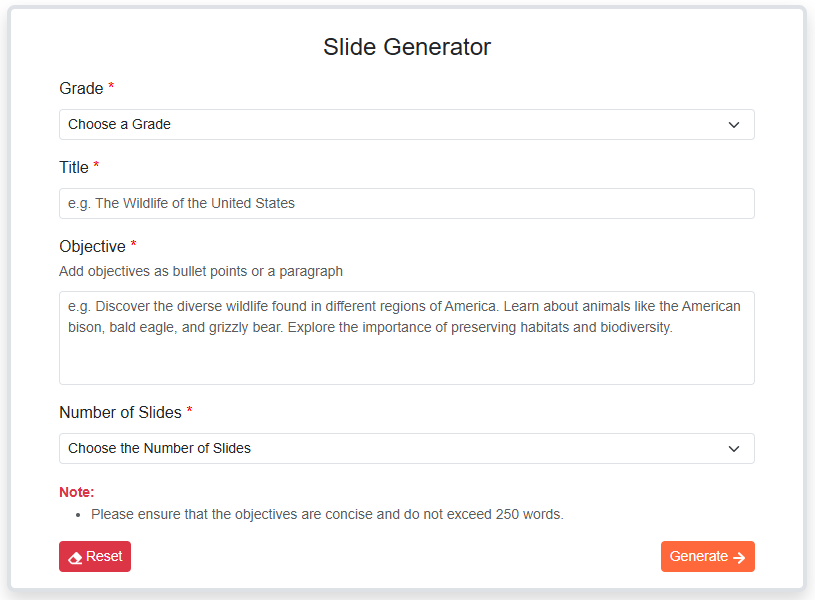 Slide Generator
Grade *
Choose a Grade
Title *
e.g. The Wildlife of the United States
Objective *
Add objectives as bullet points or a paragraph
e.g. Discover the diverse wildlife found in different regions of America. Learn about animals like the American
bison, bald eagle, and grizzly bear. Explore the importance of preserving habitats and biodiversity.
Number of Slides *
Choose the Number of Slides
Note:
• Please ensure that the objectives are concise and do not exceed 250 words.
Reset
Generate